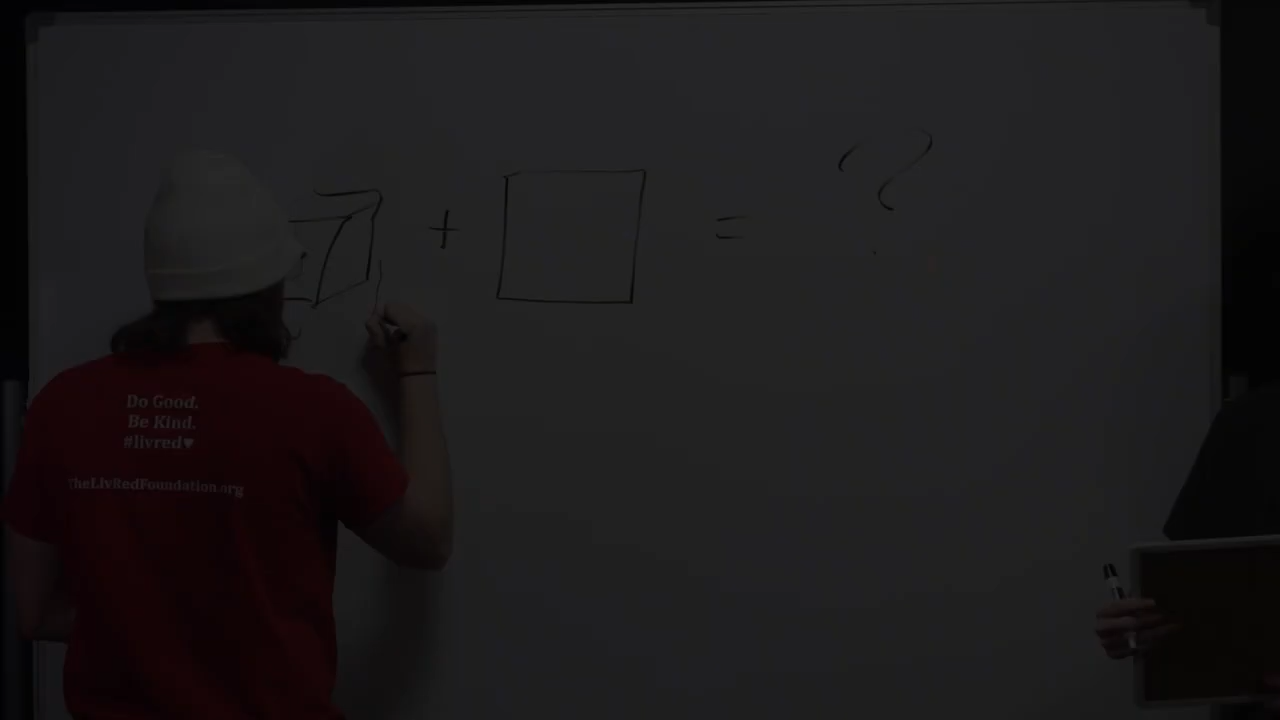 + = ?
Do Good.
Be Kind.
#livred♥
TheLivRedFoundation.org